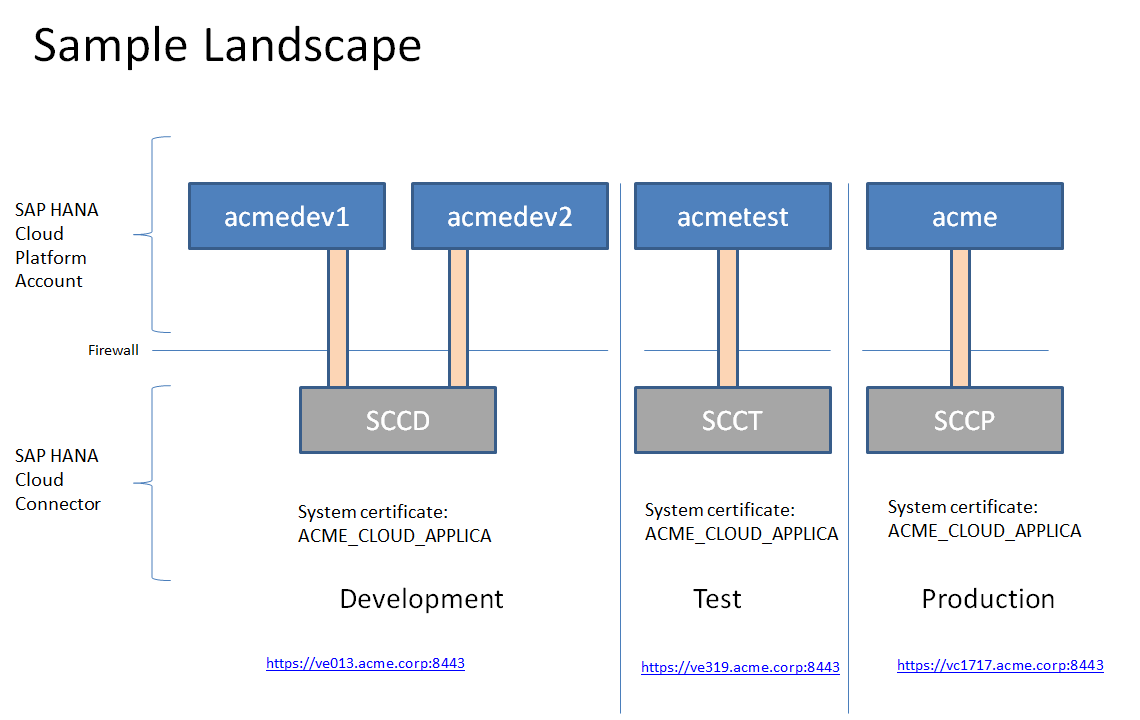 Sample Landscape
SAP HANA
Cloud
Platform
Account
acmedev1
acmedev2
acmetest
acme
Firewall
SAP HANA
Cloud
Connector
SCCD
SCCT
SCCP
System certificate:
ACME_CLOUD_APPLICA
System certificate:
ACME_CLOUD_APPLICA
System certificate:
ACME_CLOUD_APPLICA
Development
Test
Production
https://ve013.acme.corp:8443
https://ve319.acme.corp:8443
https://vc1717.acme.corp:8443